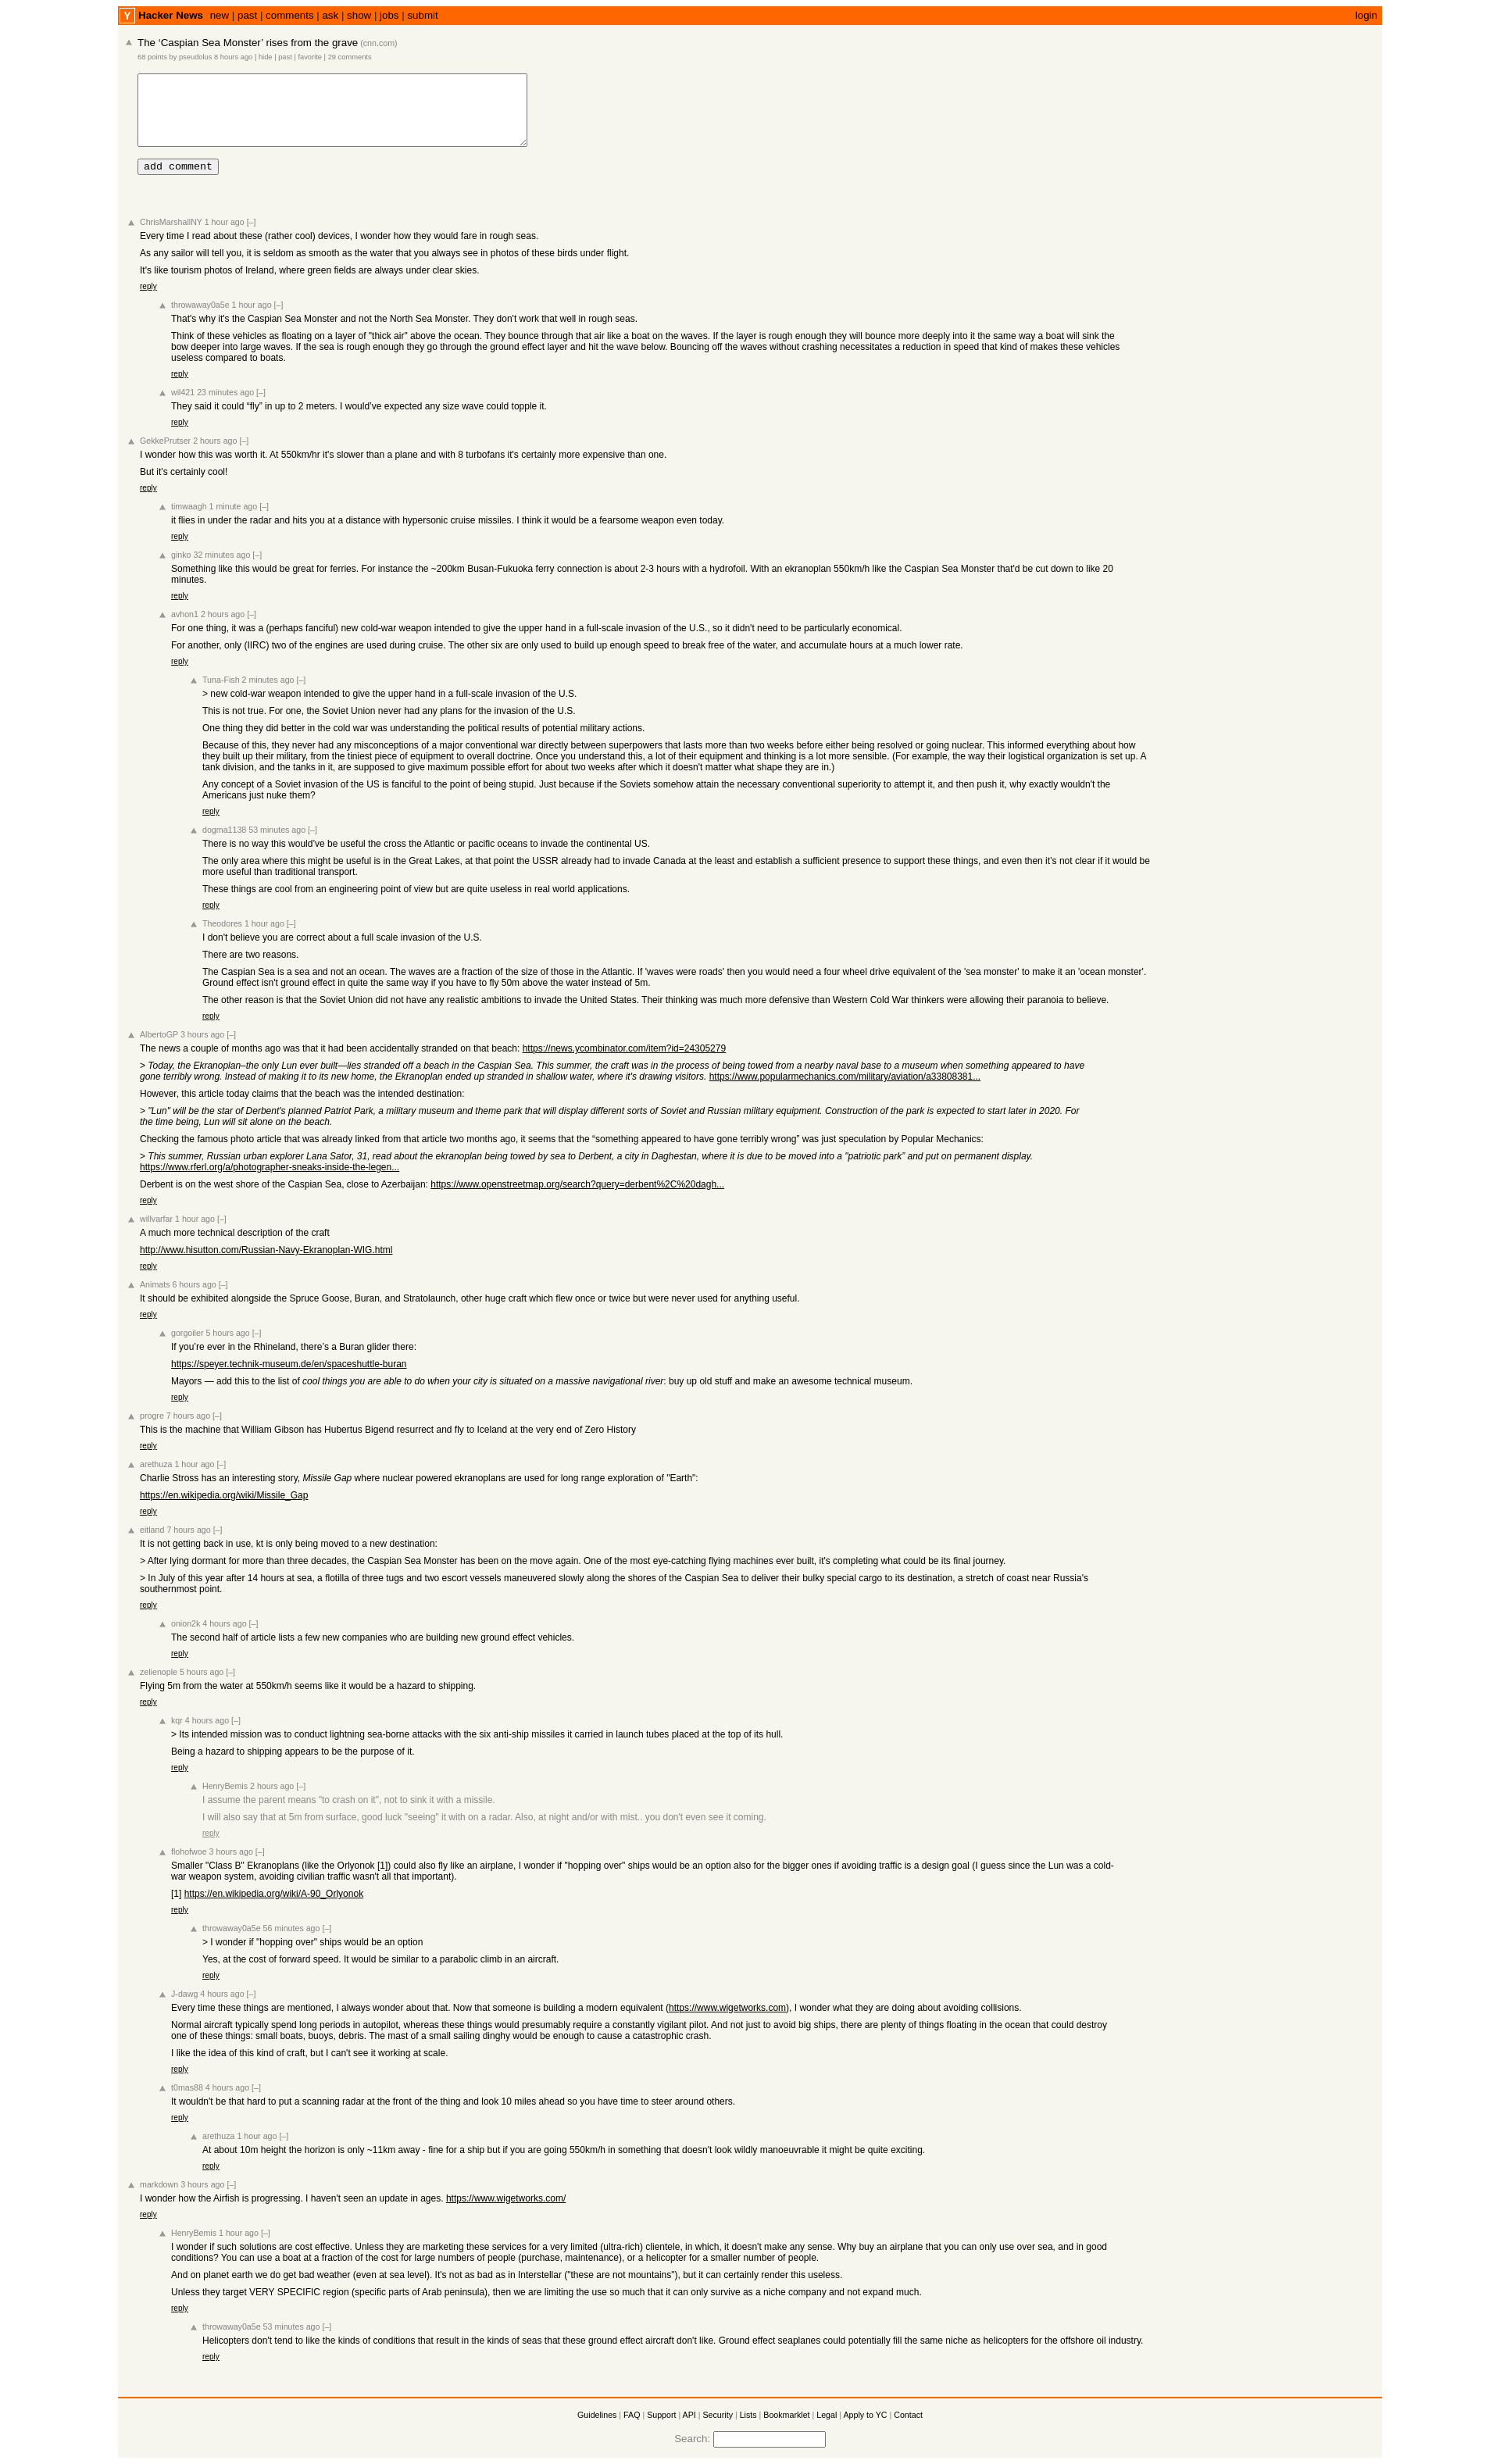 Y Hacker News new | past | comments | ask | show | jobs | submit login
The ‘Caspian Sea Monster’ rises from the grave (cnn.com)
68 points by pseudolus 8 hours ago | hide | past | favorite | 29 comments
add comment
ChrisMarshallNY 1 hour ago [–]
Every time I read about these (rather cool) devices, I wonder how they would fare in rough seas.
As any sailor will tell you, it is seldom as smooth as the water that you always see in photos of these birds under flight.
It's like tourism photos of Ireland, where green fields are always under clear skies.
reply
throwaway0a5e 1 hour ago [–]
That's why it's the Caspian Sea Monster and not the North Sea Monster. They don't work that well in rough seas.
Think of these vehicles as floating on a layer of "thick air" above the ocean. They bounce through that air like a boat on the waves. If the layer is rough enough they will bounce more deeply into it the same way a boat will sink the
bow deeper into large waves. If the sea is rough enough they go through the ground effect layer and hit the wave below. Bouncing off the waves without crashing necessitates a reduction in speed that kind of makes these vehicles
useless compared to boats.
reply
wil421 23 minutes ago [–]
They said it could “fly” in up to 2 meters. I would’ve expected any size wave could topple it.
reply
GekkePrutser 2 hours ago [–]
I wonder how this was worth it. At 550km/hr it's slower than a plane and with 8 turbofans it's certainly more expensive than one.
But it's certainly cool!
reply
timwaagh 1 minute ago [–]
it flies in under the radar and hits you at a distance with hypersonic cruise missiles. I think it would be a fearsome weapon even today.
reply
ginko 32 minutes ago [–]
Something like this would be great for ferries. For instance the ~200km Busan-Fukuoka ferry connection is about 2-3 hours with a hydrofoil. With an ekranoplan 550km/h like the Caspian Sea Monster that'd be cut down to like 20
minutes.
reply
avhon1 2 hours ago [–]
For one thing, it was a (perhaps fanciful) new cold-war weapon intended to give the upper hand in a full-scale invasion of the U.S., so it didn't need to be particularly economical.
For another, only (IIRC) two of the engines are used during cruise. The other six are only used to build up enough speed to break free of the water, and accumulate hours at a much lower rate.
reply
Tuna-Fish 2 minutes ago [–]
> new cold-war weapon intended to give the upper hand in a full-scale invasion of the U.S.
This is not true. For one, the Soviet Union never had any plans for the invasion of the U.S.
One thing they did better in the cold war was understanding the political results of potential military actions.
Because of this, they never had any misconceptions of a major conventional war directly between superpowers that lasts more than two weeks before either being resolved or going nuclear. This informed everything about how
they built up their military, from the tiniest piece of equipment to overall doctrine. Once you understand this, a lot of their equipment and thinking is a lot more sensible. (For example, the way their logistical organization is set up. A
tank division, and the tanks in it, are supposed to give maximum possible effort for about two weeks after which it doesn't matter what shape they are in.)
Any concept of a Soviet invasion of the US is fanciful to the point of being stupid. Just because if the Soviets somehow attain the necessary conventional superiority to attempt it, and then push it, why exactly wouldn't the
Americans just nuke them?
reply
dogma1138 53 minutes ago [–]
There is no way this would’ve be useful the cross the Atlantic or pacific oceans to invade the continental US.
The only area where this might be useful is in the Great Lakes, at that point the USSR already had to invade Canada at the least and establish a sufficient presence to support these things, and even then it’s not clear if it would be
more useful than traditional transport.
These things are cool from an engineering point of view but are quite useless in real world applications.
reply
Theodores 1 hour ago [–]
I don't believe you are correct about a full scale invasion of the U.S.
There are two reasons.
The Caspian Sea is a sea and not an ocean. The waves are a fraction of the size of those in the Atlantic. If 'waves were roads' then you would need a four wheel drive equivalent of the 'sea monster' to make it an 'ocean monster'.
Ground effect isn't ground effect in quite the same way if you have to fly 50m above the water instead of 5m.
The other reason is that the Soviet Union did not have any realistic ambitions to invade the United States. Their thinking was much more defensive than Western Cold War thinkers were allowing their paranoia to believe.
reply
AlbertoGP 3 hours ago [–]
The news a couple of months ago was that it had been accidentally stranded on that beach: https://news.ycombinator.com/item?id=24305279
> Today, the Ekranoplan–the only Lun ever built—lies stranded off a beach in the Caspian Sea. This summer, the craft was in the process of being towed from a nearby naval base to a museum when something appeared to have
gone terribly wrong. Instead of making it to its new home, the Ekranoplan ended up stranded in shallow water, where it's drawing visitors. https://www.popularmechanics.com/military/aviation/a33808381...
However, this article today claims that the beach was the intended destination:
> "Lun" will be the star of Derbent's planned Patriot Park, a military museum and theme park that will display different sorts of Soviet and Russian military equipment. Construction of the park is expected to start later in 2020. For
the time being, Lun will sit alone on the beach.
Checking the famous photo article that was already linked from that article two months ago, it seems that the “something appeared to have gone terribly wrong” was just speculation by Popular Mechanics:
> This summer, Russian urban explorer Lana Sator, 31, read about the ekranoplan being towed by sea to Derbent, a city in Daghestan, where it is due to be moved into a "patriotic park" and put on permanent display.
https://www.rferl.org/a/photographer-sneaks-inside-the-legen...
Derbent is on the west shore of the Caspian Sea, close to Azerbaijan: https://www.openstreetmap.org/search?query=derbent%2C%20dagh...
reply
willvarfar 1 hour ago [–]
A much more technical description of the craft
http://www.hisutton.com/Russian-Navy-Ekranoplan-WIG.html
reply
Animats 6 hours ago [–]
It should be exhibited alongside the Spruce Goose, Buran, and Stratolaunch, other huge craft which flew once or twice but were never used for anything useful.
reply
gorgoiler 5 hours ago [–]
If you’re ever in the Rhineland, there’s a Buran glider there:
https://speyer.technik-museum.de/en/spaceshuttle-buran
Mayors — add this to the list of cool things you are able to do when your city is situated on a massive navigational river: buy up old stuff and make an awesome technical museum.
reply
progre 7 hours ago [–]
This is the machine that William Gibson has Hubertus Bigend resurrect and fly to Iceland at the very end of Zero History
reply
arethuza 1 hour ago [–]
Charlie Stross has an interesting story, Missile Gap where nuclear powered ekranoplans are used for long range exploration of "Earth":
https://en.wikipedia.org/wiki/Missile_Gap
reply
eitland 7 hours ago [–]
It is not getting back in use, kt is only being moved to a new destination:
> After lying dormant for more than three decades, the Caspian Sea Monster has been on the move again. One of the most eye-catching flying machines ever built, it's completing what could be its final journey.
> In July of this year after 14 hours at sea, a flotilla of three tugs and two escort vessels maneuvered slowly along the shores of the Caspian Sea to deliver their bulky special cargo to its destination, a stretch of coast near Russia's
southernmost point.
reply
onion2k 4 hours ago [–]
The second half of article lists a few new companies who are building new ground effect vehicles.
reply
zelienople 5 hours ago [–]
Flying 5m from the water at 550km/h seems like it would be a hazard to shipping.
reply
kqr 4 hours ago [–]
> Its intended mission was to conduct lightning sea-borne attacks with the six anti-ship missiles it carried in launch tubes placed at the top of its hull.
Being a hazard to shipping appears to be the purpose of it.
reply
HenryBemis 2 hours ago [–]
I assume the parent means "to crash on it", not to sink it with a missile.
I will also say that at 5m from surface, good luck "seeing" it with on a radar. Also, at night and/or with mist.. you don't even see it coming.
reply
flohofwoe 3 hours ago [–]
Smaller "Class B" Ekranoplans (like the Orlyonok [1]) could also fly like an airplane, I wonder if "hopping over" ships would be an option also for the bigger ones if avoiding traffic is a design goal (I guess since the Lun was a cold-
war weapon system, avoiding civilian traffic wasn't all that important).
[1] https://en.wikipedia.org/wiki/A-90_Orlyonok
reply
throwaway0a5e 56 minutes ago [–]
> I wonder if "hopping over" ships would be an option
Yes, at the cost of forward speed. It would be similar to a parabolic climb in an aircraft.
reply
J-dawg 4 hours ago [–]
Every time these things are mentioned, I always wonder about that. Now that someone is building a modern equivalent (https://www.wigetworks.com), I wonder what they are doing about avoiding collisions.
Normal aircraft typically spend long periods in autopilot, whereas these things would presumably require a constantly vigilant pilot. And not just to avoid big ships, there are plenty of things floating in the ocean that could destroy
one of these things: small boats, buoys, debris. The mast of a small sailing dinghy would be enough to cause a catastrophic crash.
I like the idea of this kind of craft, but I can't see it working at scale.
reply
t0mas88 4 hours ago [–]
It wouldn't be that hard to put a scanning radar at the front of the thing and look 10 miles ahead so you have time to steer around others.
reply
arethuza 1 hour ago [–]
At about 10m height the horizon is only ~11km away - fine for a ship but if you are going 550km/h in something that doesn't look wildly manoeuvrable it might be quite exciting.
reply
markdown 3 hours ago [–]
I wonder how the Airfish is progressing. I haven't seen an update in ages. https://www.wigetworks.com/
reply
HenryBemis 1 hour ago [–]
I wonder if such solutions are cost effective. Unless they are marketing these services for a very limited (ultra-rich) clientele, in which, it doesn't make any sense. Why buy an airplane that you can only use over sea, and in good
conditions? You can use a boat at a fraction of the cost for large numbers of people (purchase, maintenance), or a helicopter for a smaller number of people.
And on planet earth we do get bad weather (even at sea level). It's not as bad as in Interstellar ("these are not mountains"), but it can certainly render this useless.
Unless they target VERY SPECIFIC region (specific parts of Arab peninsula), then we are limiting the use so much that it can only survive as a niche company and not expand much.
reply
throwaway0a5e 53 minutes ago [–]
Helicopters don't tend to like the kinds of conditions that result in the kinds of seas that these ground effect aircraft don't like. Ground effect seaplanes could potentially fill the same niche as helicopters for the offshore oil industry.
reply
Guidelines | FAQ | Support | API | Security | Lists | Bookmarklet | Legal | Apply to YC | Contact
Search: